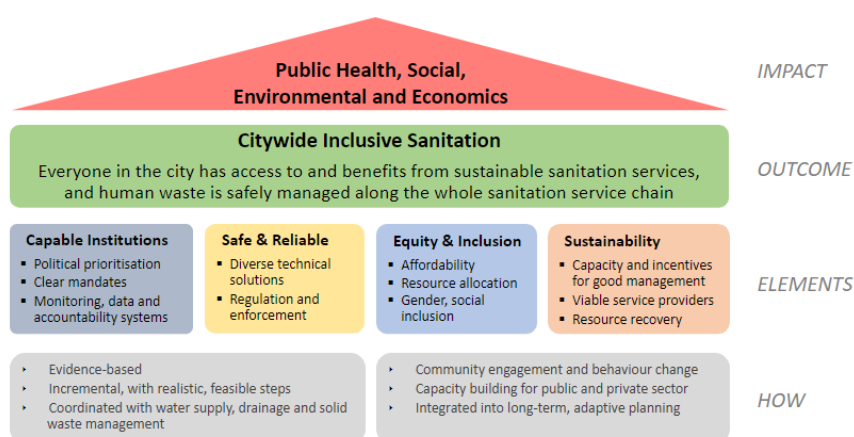 Public Health, Social,
Environmental and Economics
IMPACT
Citywide Inclusive Sanitation
Everyone in the city has access to and benefits from sustainable sanitation services,
and human waste is safely managed along the whole sanitation service chain
OUTCOME
Capable Institutions
▪ Political prioritisation
▪ Clear mandates
▪ Monitoring, data and
accountability systems
Safe & Reliable
▪ Diverse technical
solutions
▪ Regulation and
enforcement
Equity & Inclusion
▪ Affordability
▪ Resource allocation
▪ Gender, social
inclusion
Sustainability
▪ Capacity and incentives
for good management
▪ Viable service providers
▪ Resource recovery
ELEMENTS
‣ Evidence-based
‣ Incremental, with realistic, feasible steps
‣ Coordinated with water supply, drainage and solid
waste management
‣ Community engagement and behaviour change
‣ Capacity building for public and private sector
‣ Integrated into long-term, adaptive planning
HOW